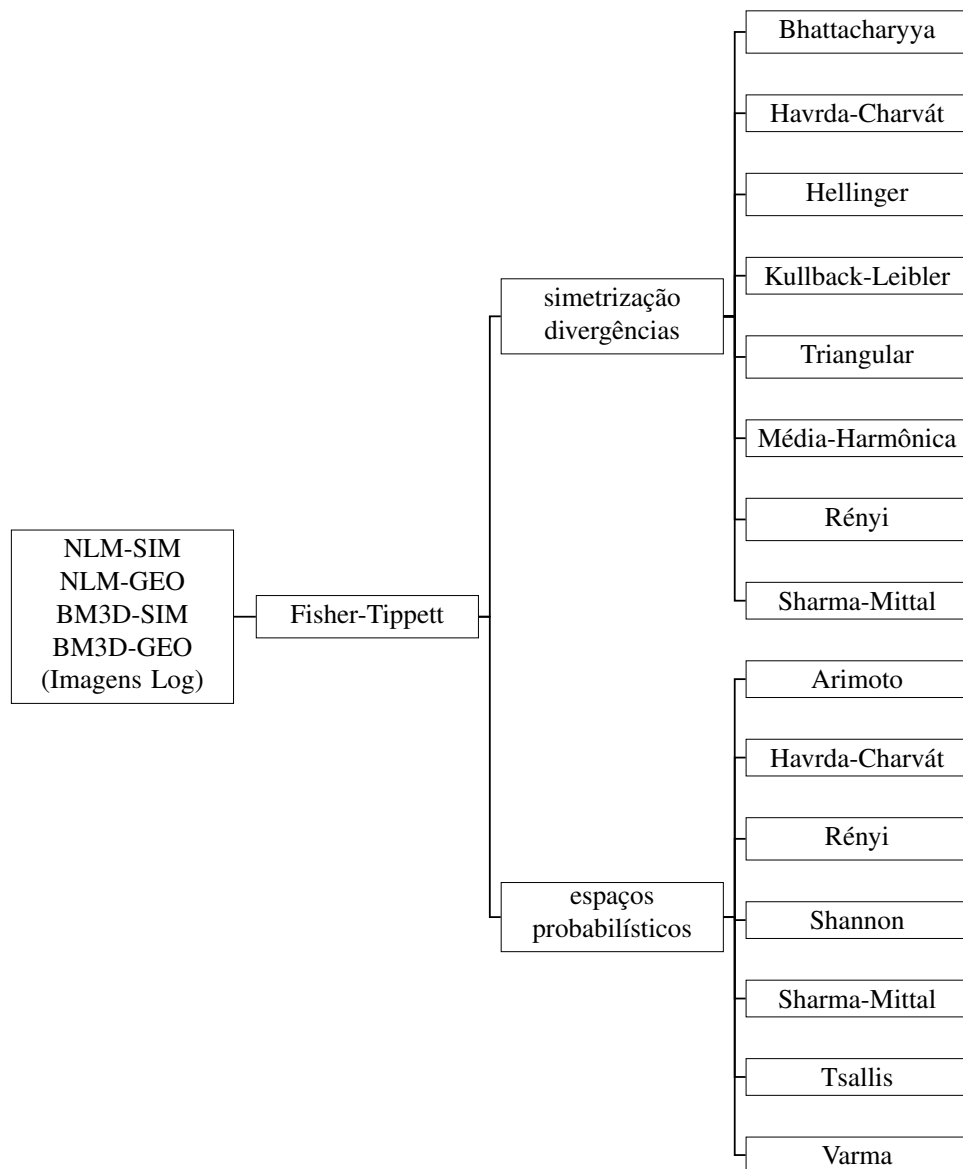 NLM-SIM
NLM-GEO
BM3D-SIM
BM3D-GEO
(Imagens Log)
Fisher-Tippett
simetrização
divergências
Bhattacharyya
Havrda-Charvát
Hellinger
Kullback-Leibler
Triangular
Média-Harmônica
Rényi
Sharma-Mittal
espaços
probabilísticos
Arimoto
Havrda-Charvát
Rényi
Shannon
Sharma-Mittal
Tsallis
Varma